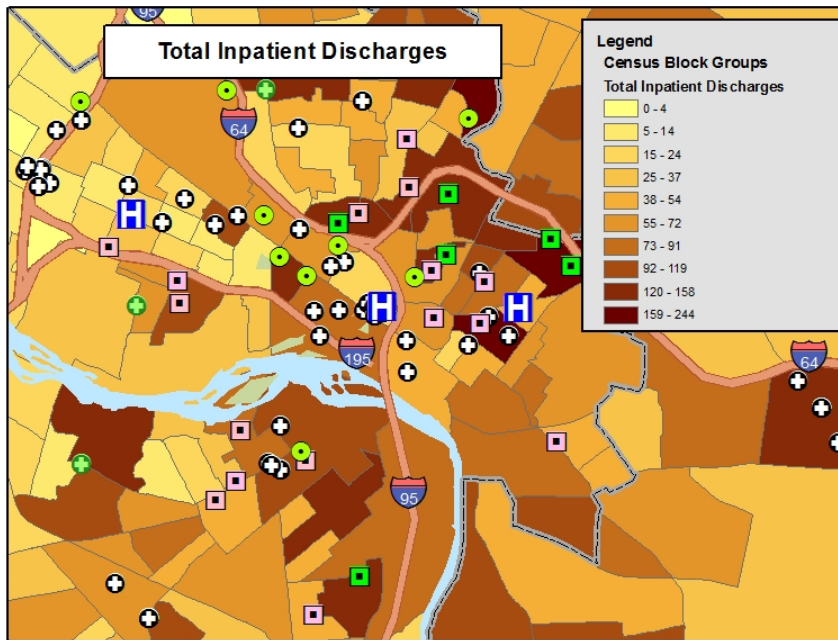 95
Total Inpatient Discharges
64
Legend
Census Block Groups
Total Inpatient Discharges
0 - 4
5 - 14
15 - 24
25 - 37
38 - 54
55 - 72
73 - 91
92 - 119
120 - 158
159 - 244
H
H
H
195
64
95